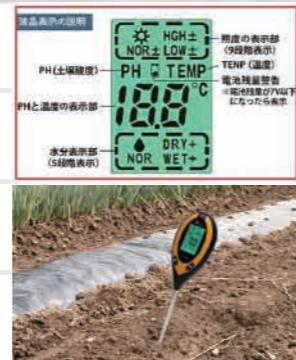 液晶表示の説明
HGH±
NOR± LOW±
照度の表示部
(9段階表示)
PH(土壌酸度)
PH TEMP
TENP(温度)
電池残量警告
※電池残量が7V以下
になったら表示
PHと温度の表示部
18.8°C
水分表示部
(5段階表示)
DRY+
NOR WET+